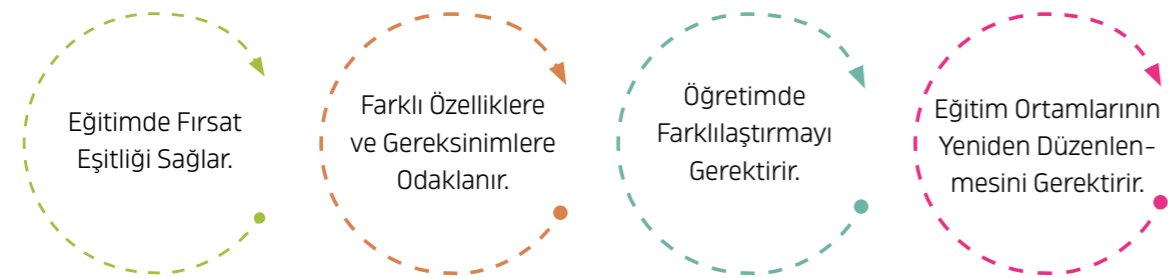 Eğitimde Fırsat
Eşitliği Sağlar.
Farklı Özelliklere
ve Gereksinimlere
Odaklanır.
Öğretimde
Farklılaştırmayı
Gerektirir.
Eğitim Ortamlarının
Yeniden Düzenlen-
mesini Gerektirir.